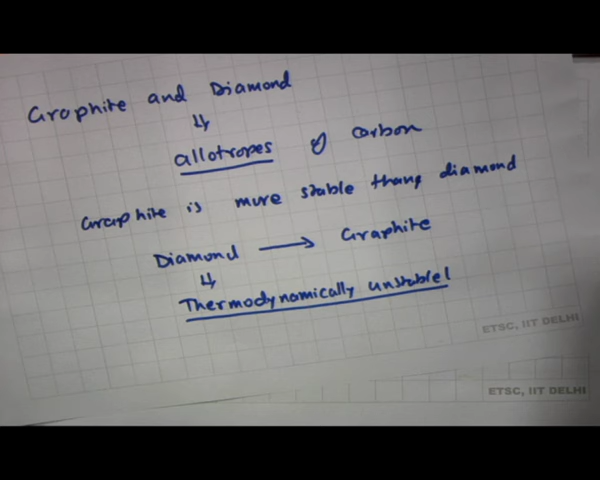 Graphite and Diamond
↳
allotropes of carbon
Graphite is more stable than diamond
Diamond → Graphite
↳
Thermodynamically unstable!
ETSC, IIT DELHI
ETSC, IIT DELHI